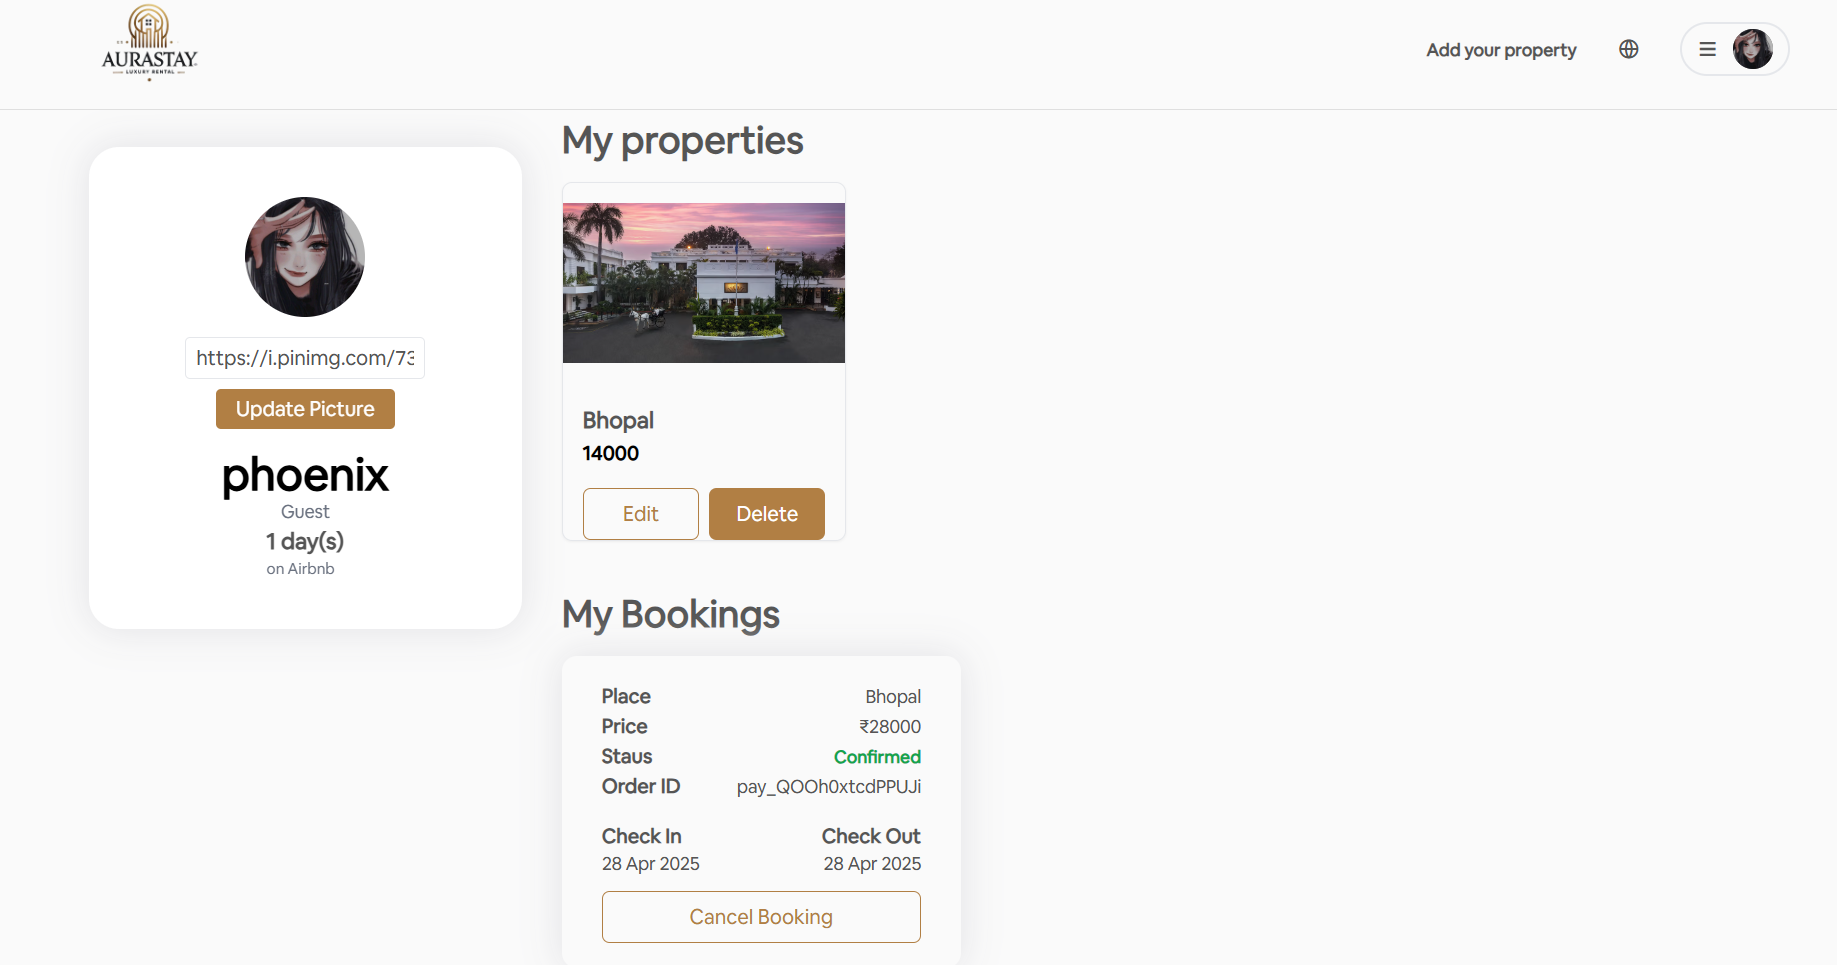 AURASTAY
LUXURY RENTAL
Add your property
https://i.pinimg.com/73
Update Picture
phoenix
Guest
1 day(s)
on Airbnb
My properties
Bhopal
14000
Edit Delete
My Bookings
Place Bhopal
Price ₹28000
Staus Confirmed
Order ID pay_QOOh0xtcdPPUJi
Check In Check Out
28 Apr 2025 28 Apr 2025
Cancel Booking